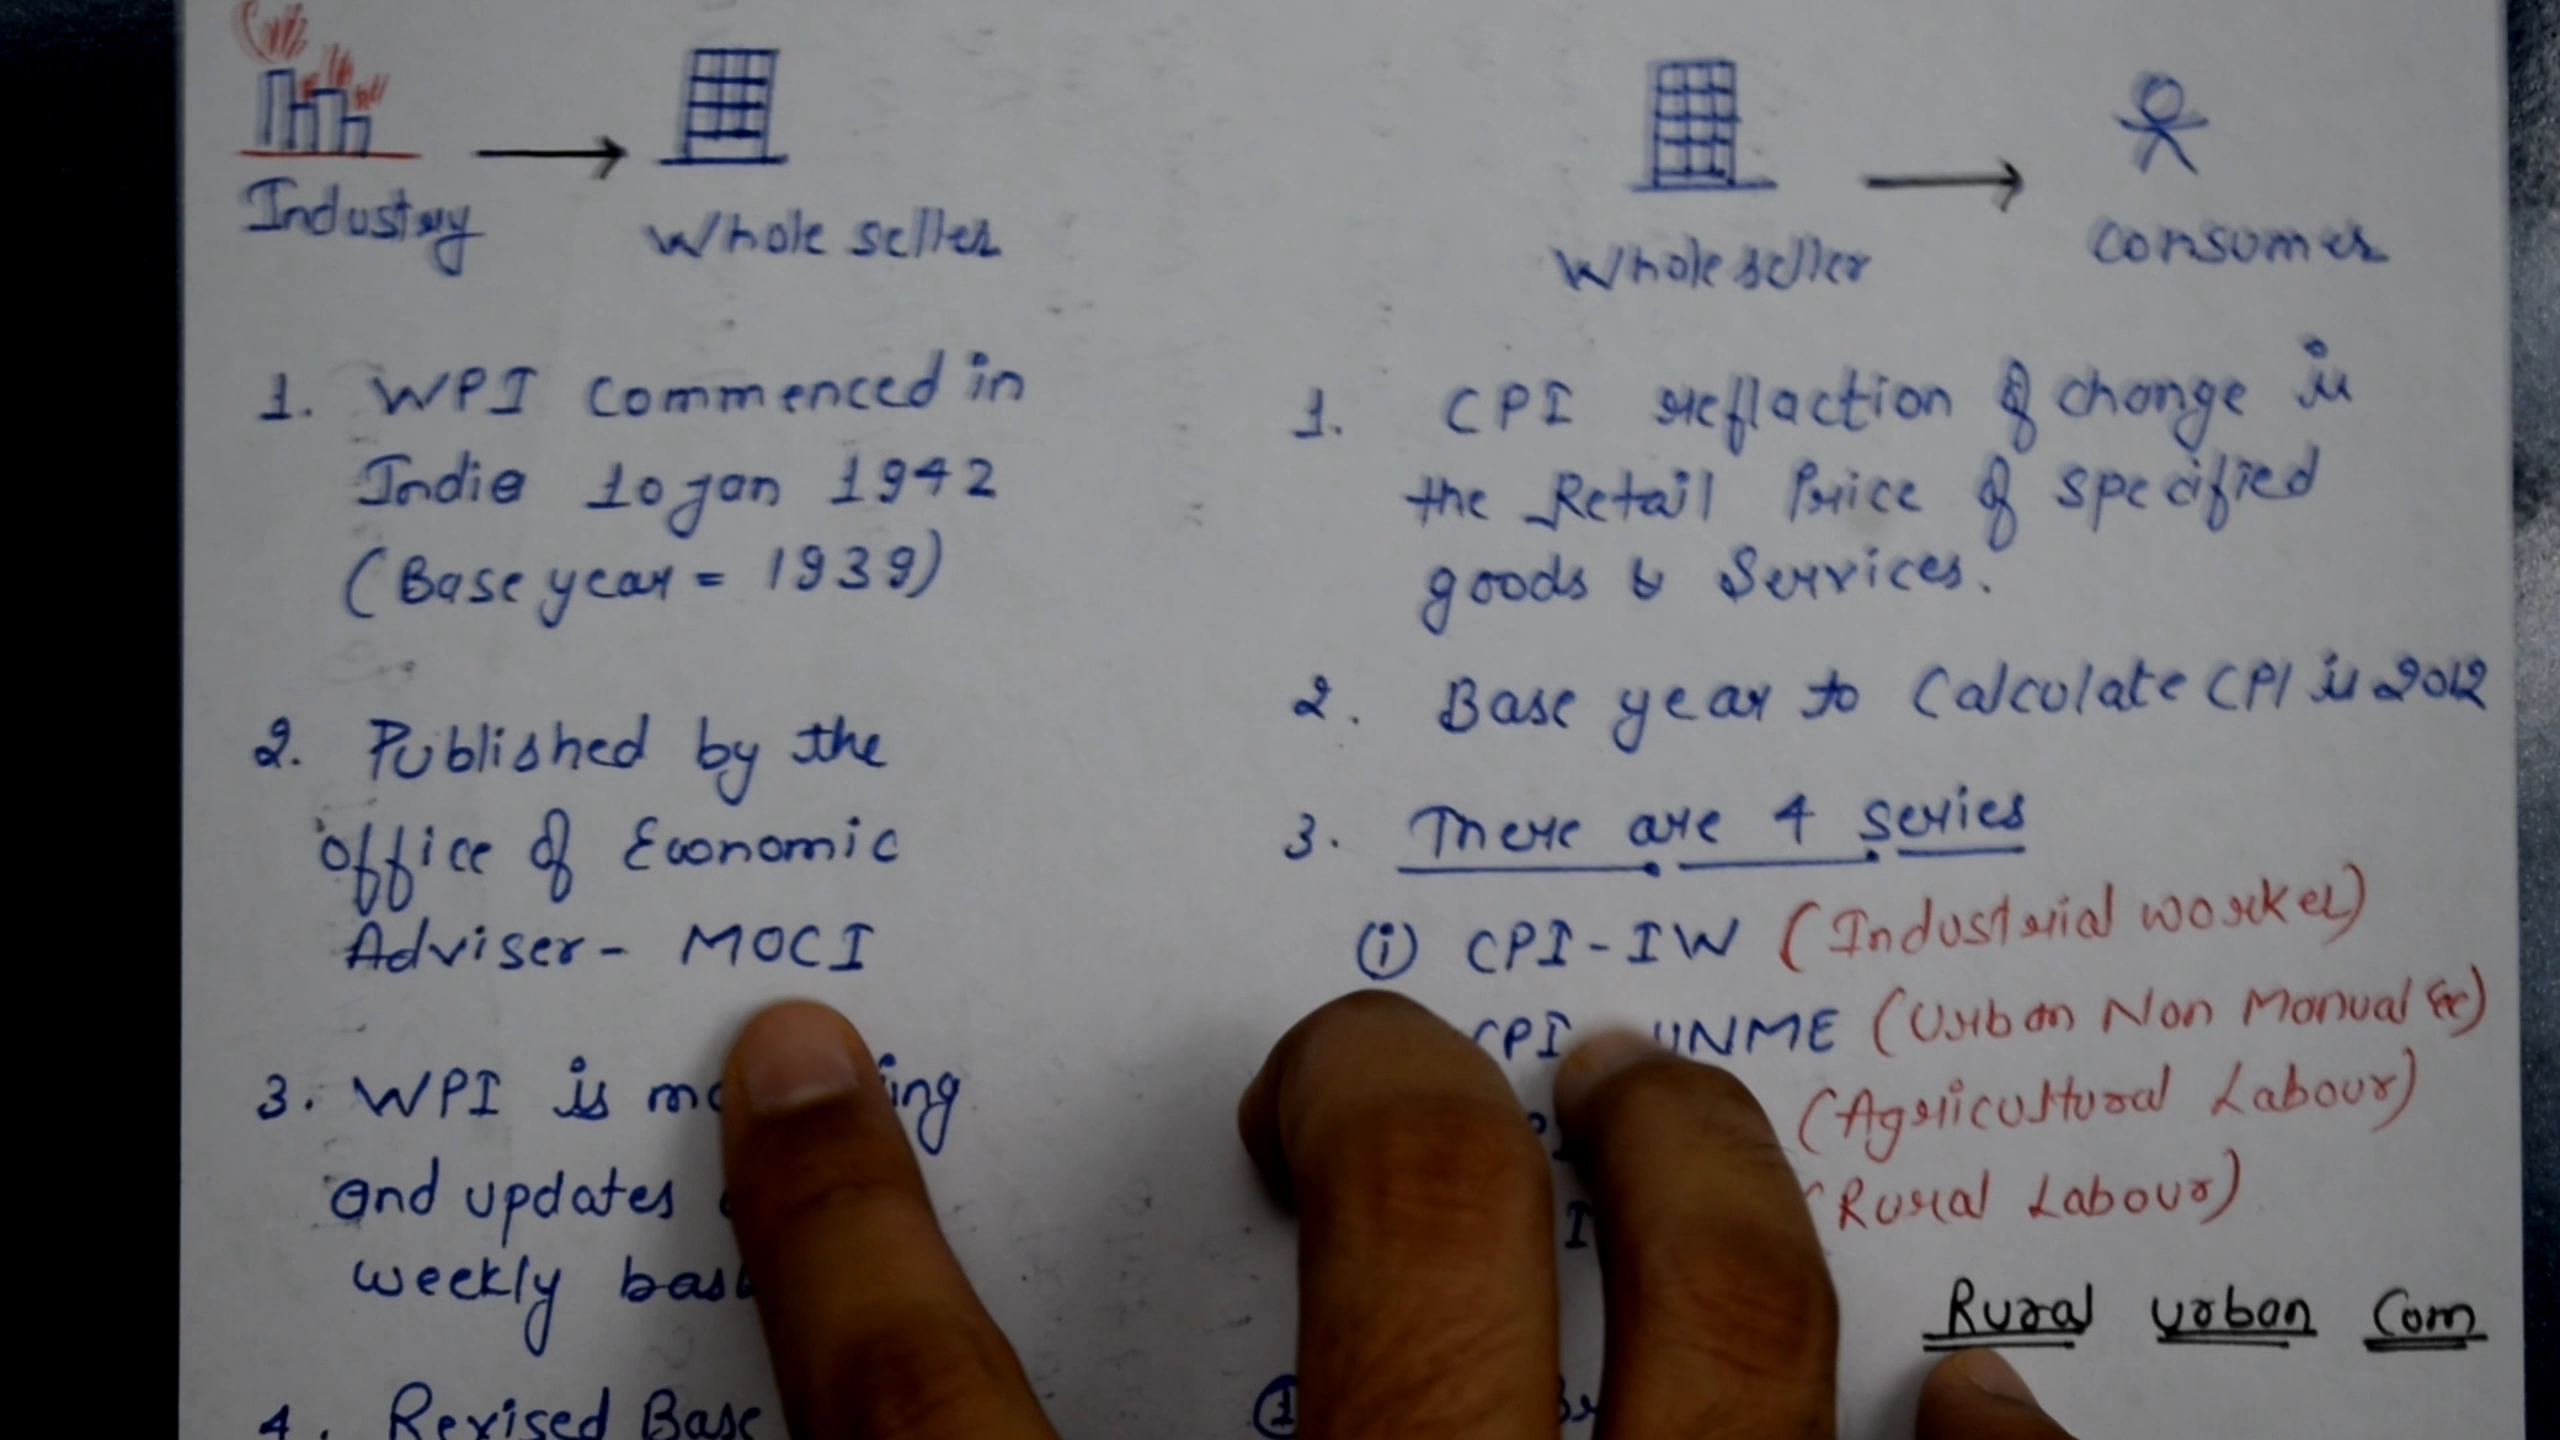 Industry
Whole seller
1. WPI commenced in
India 10 jan 1942
(Base year = 1939)
2. Published by the
office of Economic
Adviser - MOCI
3. WPI is
and updates
weekly
4. Revised Base
Whole seller
consumer
1. CPI reflaction of change is
the Retail Price of specified
goods & Services.
2. Base year to Calculate CPI is 2012
3. There are 4 series
(i) CPI-IW (Industrial worker)
CPI UNME (Urban Non Manual Ee)
(Agricultural Labour)
(Rural Labour)
Rural urban Com